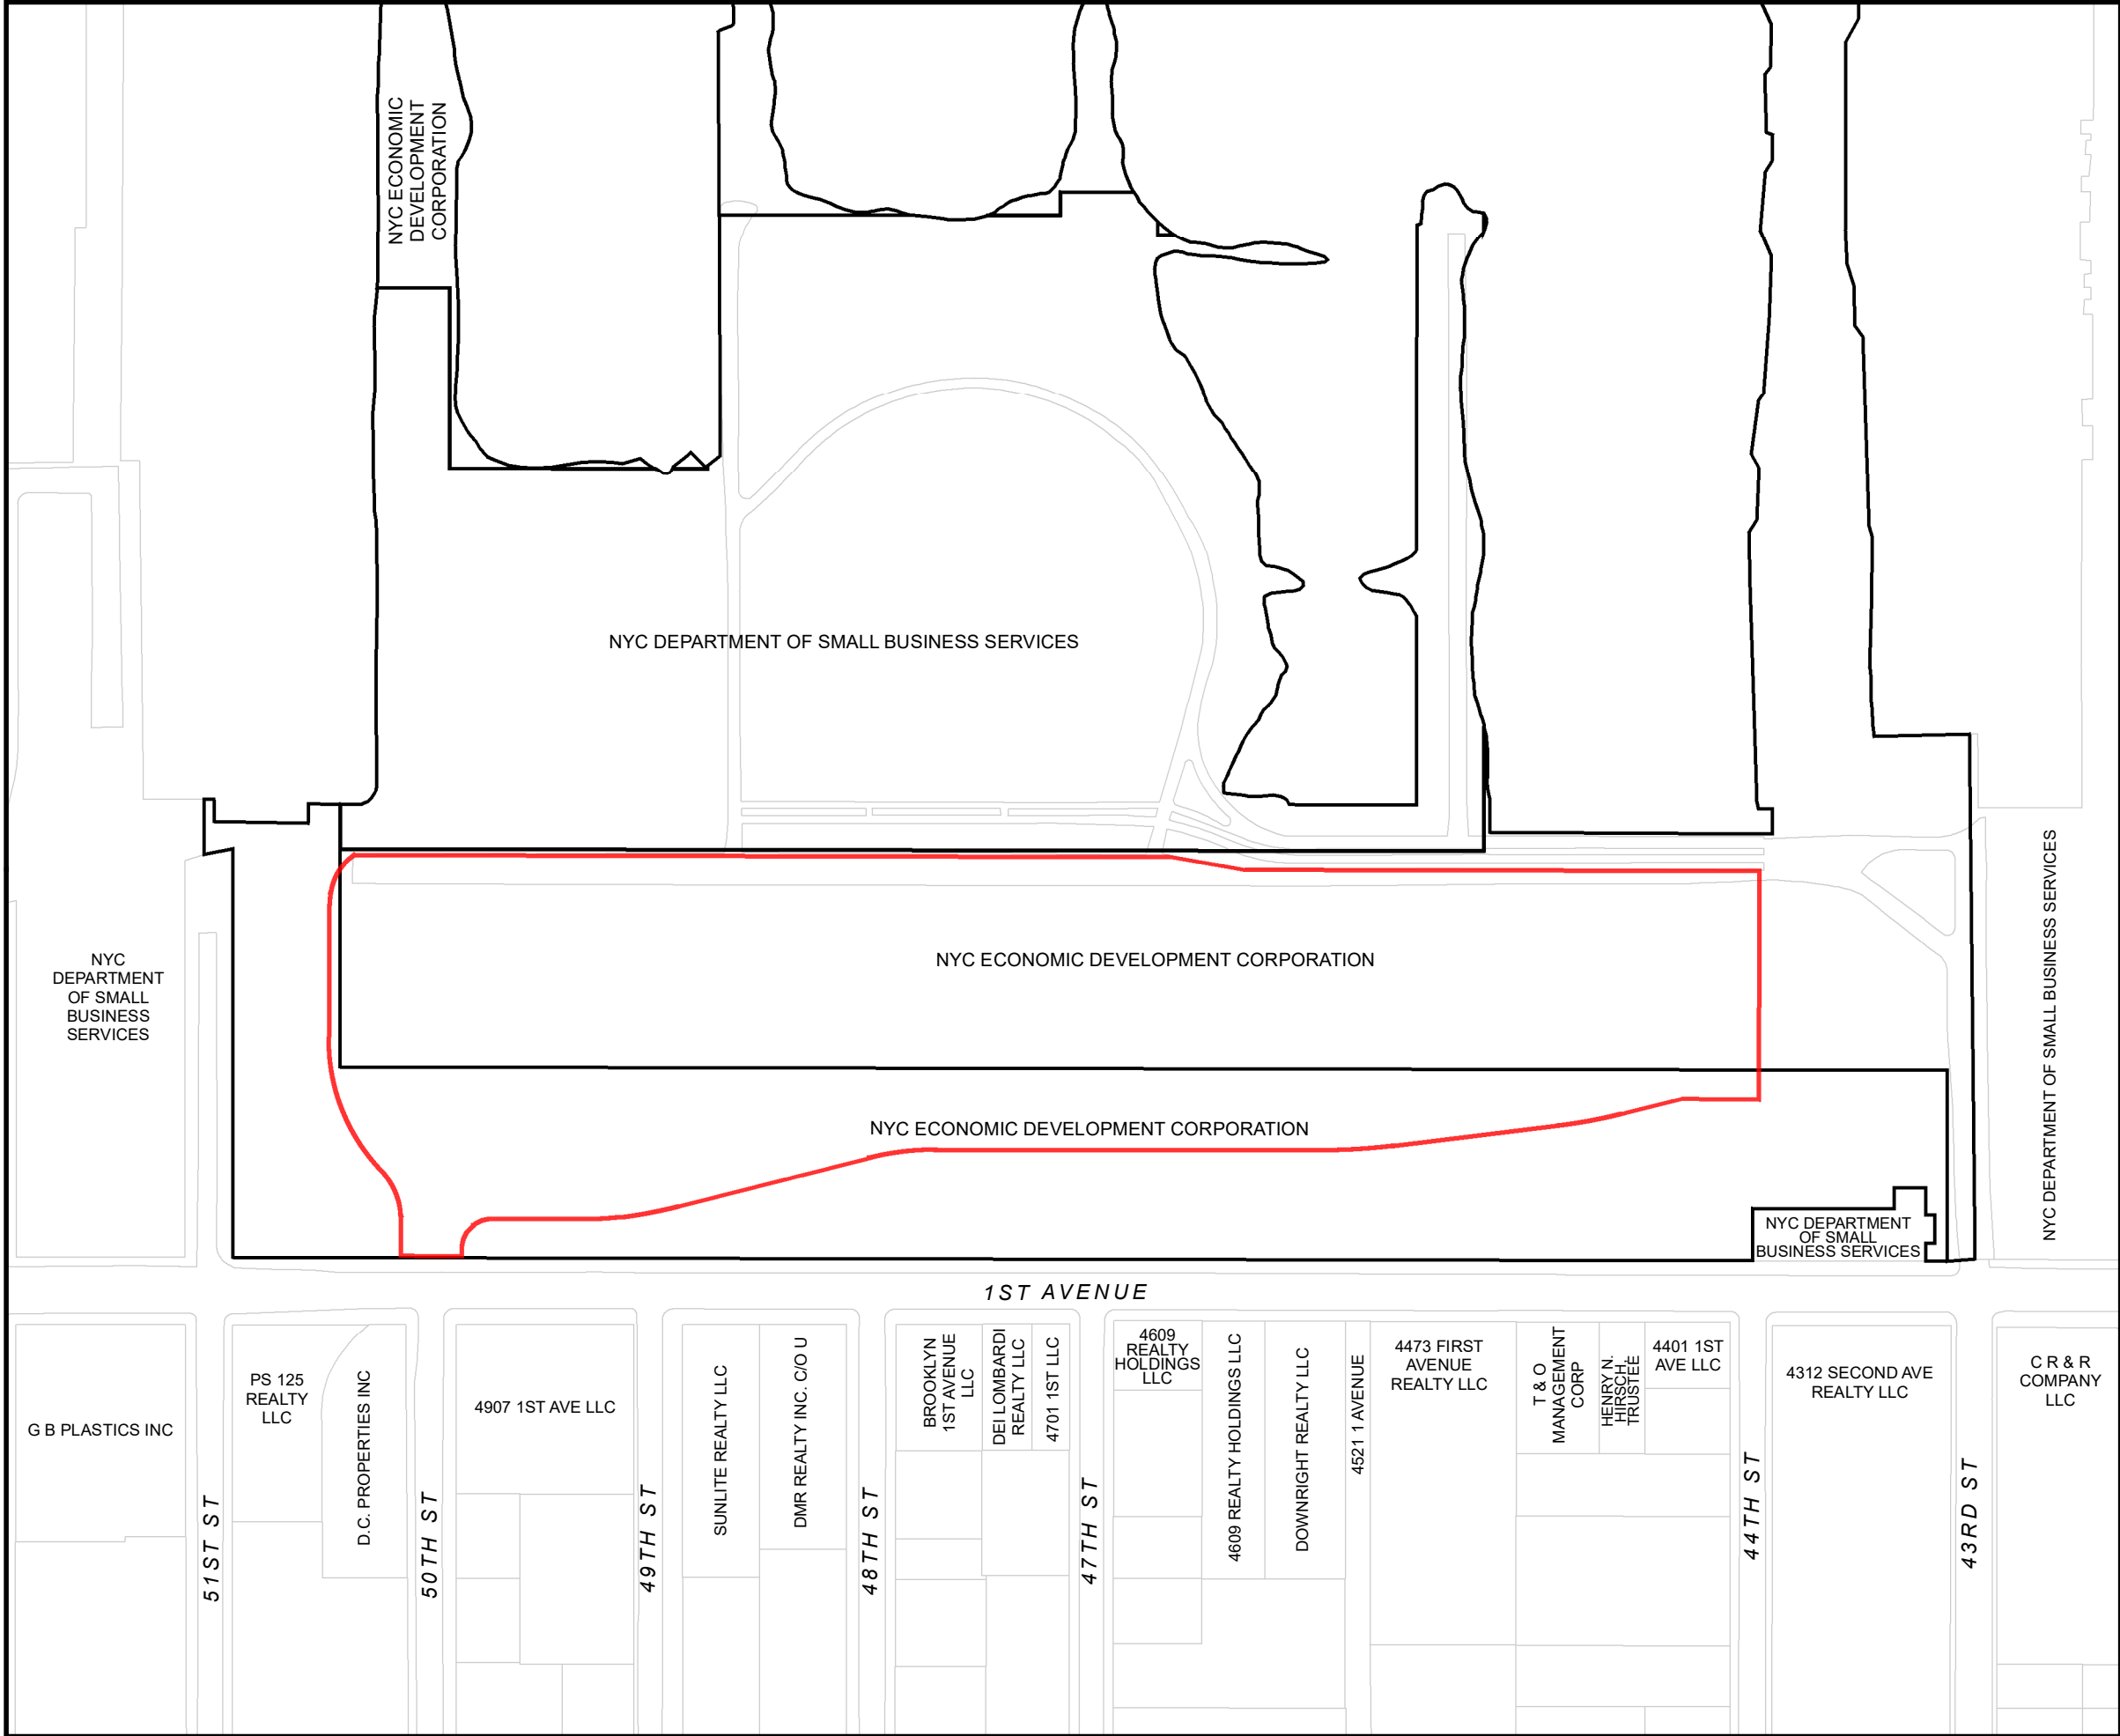 NYC ECONOMIC
DEVELOPMENT
CORPORATION
NYC DEPARTMENT OF SMALL BUSINESS SERVICES
NYC ECONOMIC DEVELOPMENT CORPORATION
NYC
DEPARTMENT
OF SMALL
BUSINESS
SERVICES
NYC DEPARTMENT OF SMALL BUSINESS SERVICES
NYC ECONOMIC DEVELOPMENT CORPORATION
NYC DEPARTMENT
OF SMALL
BUSINESS SERVICES
1ST AVENUE
G B PLASTICS INC
PS 125
REALTY
LLC
D.C. PROPERTIES INC
4907 1ST AVE LLC
SUNLITE REALTY LLC
DMR REALTY INC. C/O U
BROOKLYN
1ST AVENUE
LLC
DEI LOMBARDI
REALTY LLC
4701 1ST LLC
4609
REALTY
HOLDINGS
LLC
4609 REALTY HOLDINGS LLC
DOWNRIGHT REALTY LLC
4521 1 AVENUE
4473 FIRST
AVENUE
REALTY LLC
T & O
MANAGEMENT
CORP
HENRY N.
HIRSCH,
TRUSTEE
4401 1ST
AVE LLC
4312 SECOND AVE
REALTY LLC
C R & R
COMPANY
LLC
51ST ST
50TH ST
49TH ST
48TH ST
47TH ST
44TH ST
43RD ST